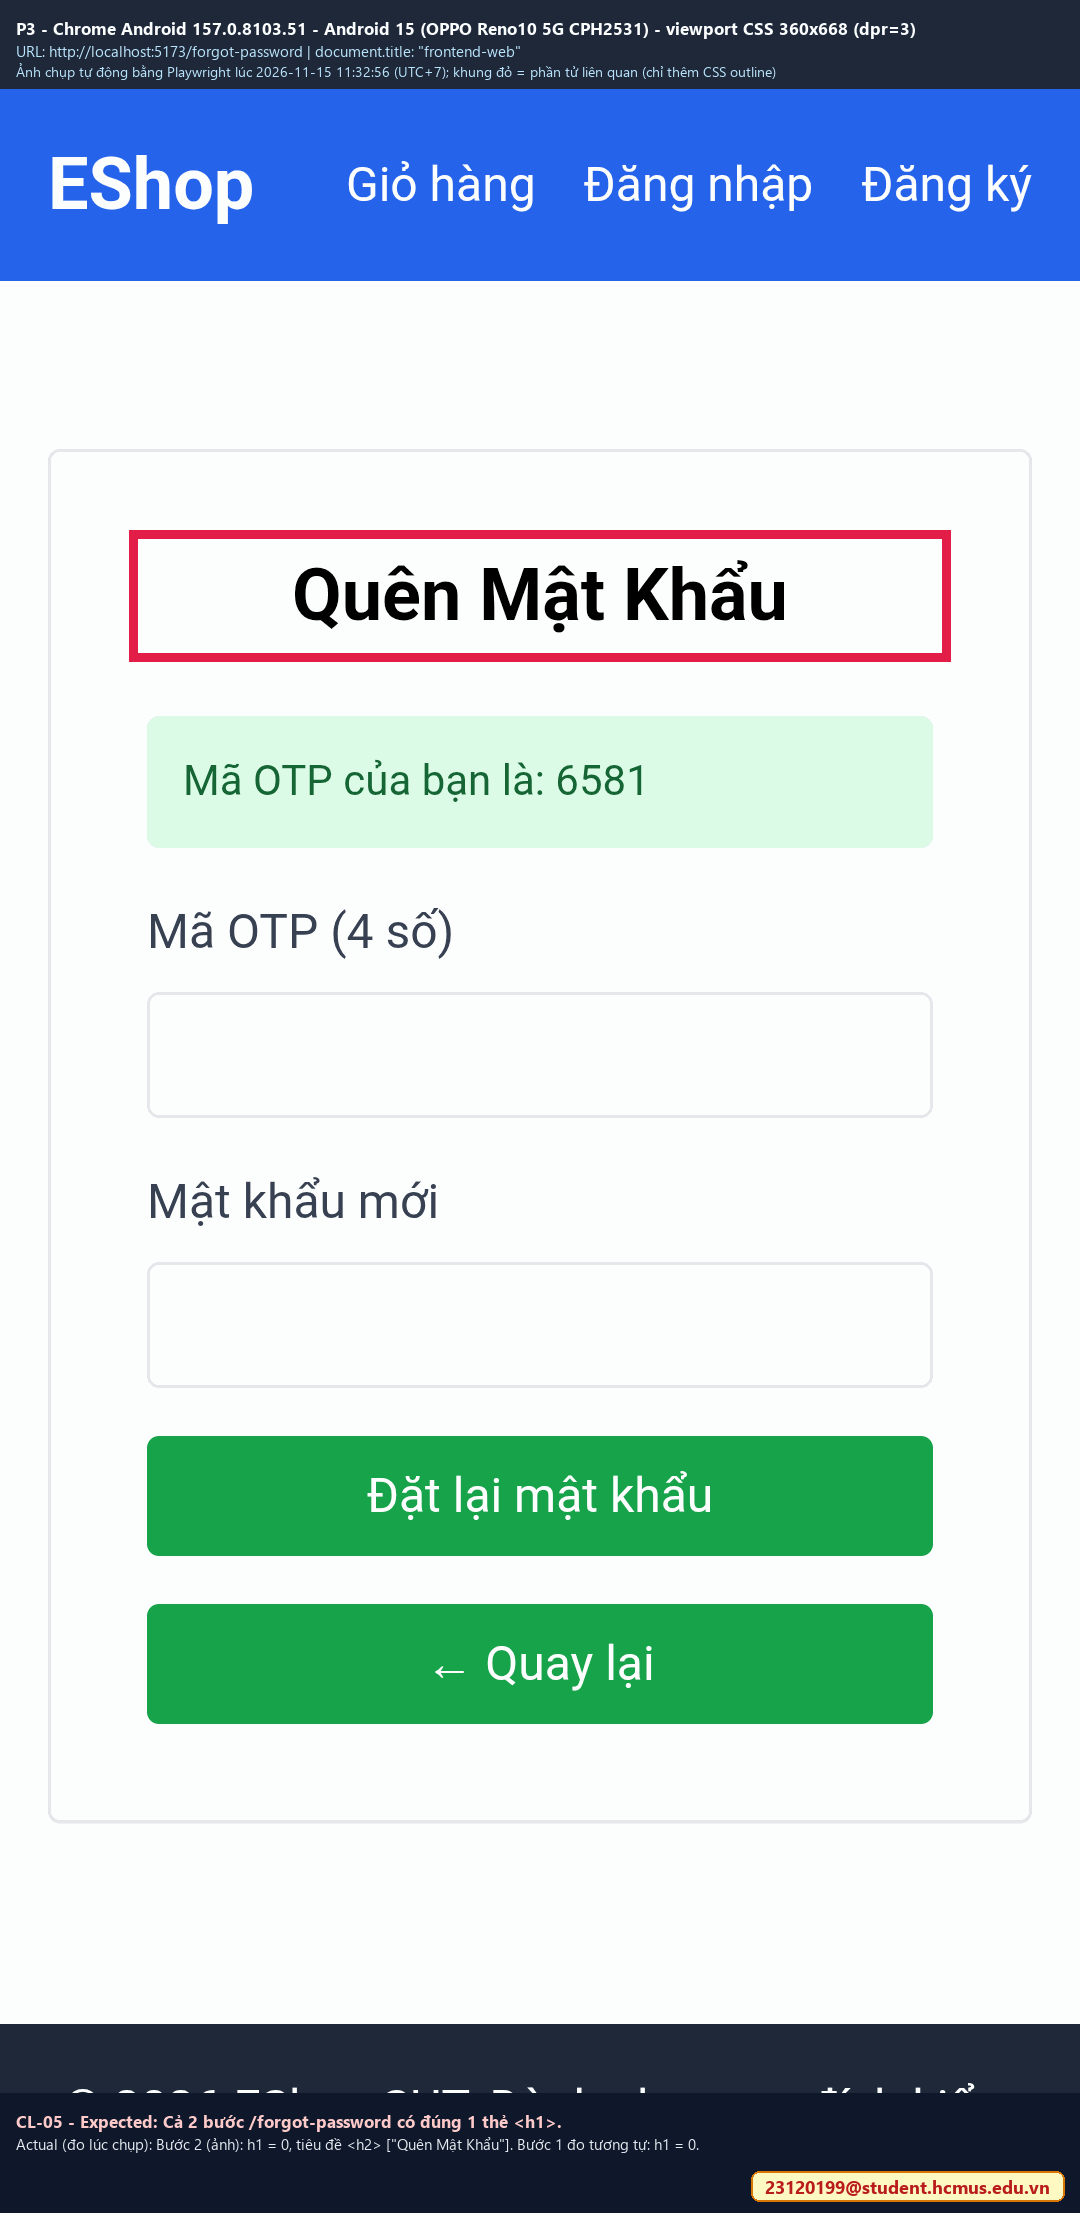 P3 - Chrome Android 157.0.8103.51 - Android 15 (OPPO Reno10 5G CPH2531) - viewport CSS 360x668 (dpr=3)
URL: http://localhost:5173/forgot-password | document.title: "frontend-web"
Ảnh chụp tự động bằng Playwright lúc 2026-11-15 11:32:56 (UTC+7); khung đỏ = phần tử liên quan (chỉ thêm CSS outline)
EShop Giỏ hàng Đăng nhập Đăng ký
Quên Mật Khẩu
Mã OTP của bạn là: 6581
Mã OTP (4 số)
Mật khẩu mới
Đặt lại mật khẩu
← Quay lại
CL-05 - Expected: Cả 2 bước /forgot-password có đúng 1 thẻ <h1>.
Actual (đo lúc chụp): Bước 2 (ảnh): h1 = 0, tiêu đề <h2> ["Quên Mật Khẩu"]. Bước 1 đo tương tự: h1 = 0.
23120199@student.hcmus.edu.vn